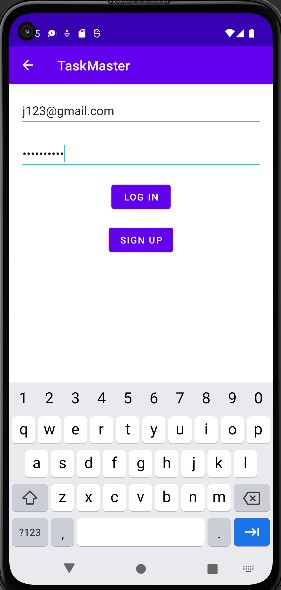 5
TaskMaster
j123@gmail.com
••••••••••
LOG IN
SIGN UP
1 2 3 4 5 6 7 8 9 0
q w e r t y u i o p
a s d f g h j k l
z x c v b n m
?123 , .